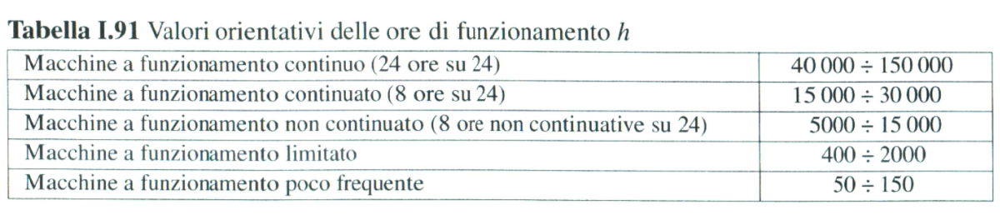 Tabella I.91 Valori orientativi delle ore di funzionamento h
Macchine a funzionamento continuo (24 ore su 24) 40 000 ÷ 150 000
Macchine a funzionamento continuato (8 ore su 24) 15 000 ÷ 30 000
Macchine a funzionamento non continuato (8 ore non continuative su 24) 5000 ÷ 15 000
Macchine a funzionamento limitato 400 ÷ 2000
Macchine a funzionamento poco frequente 50 ÷ 150